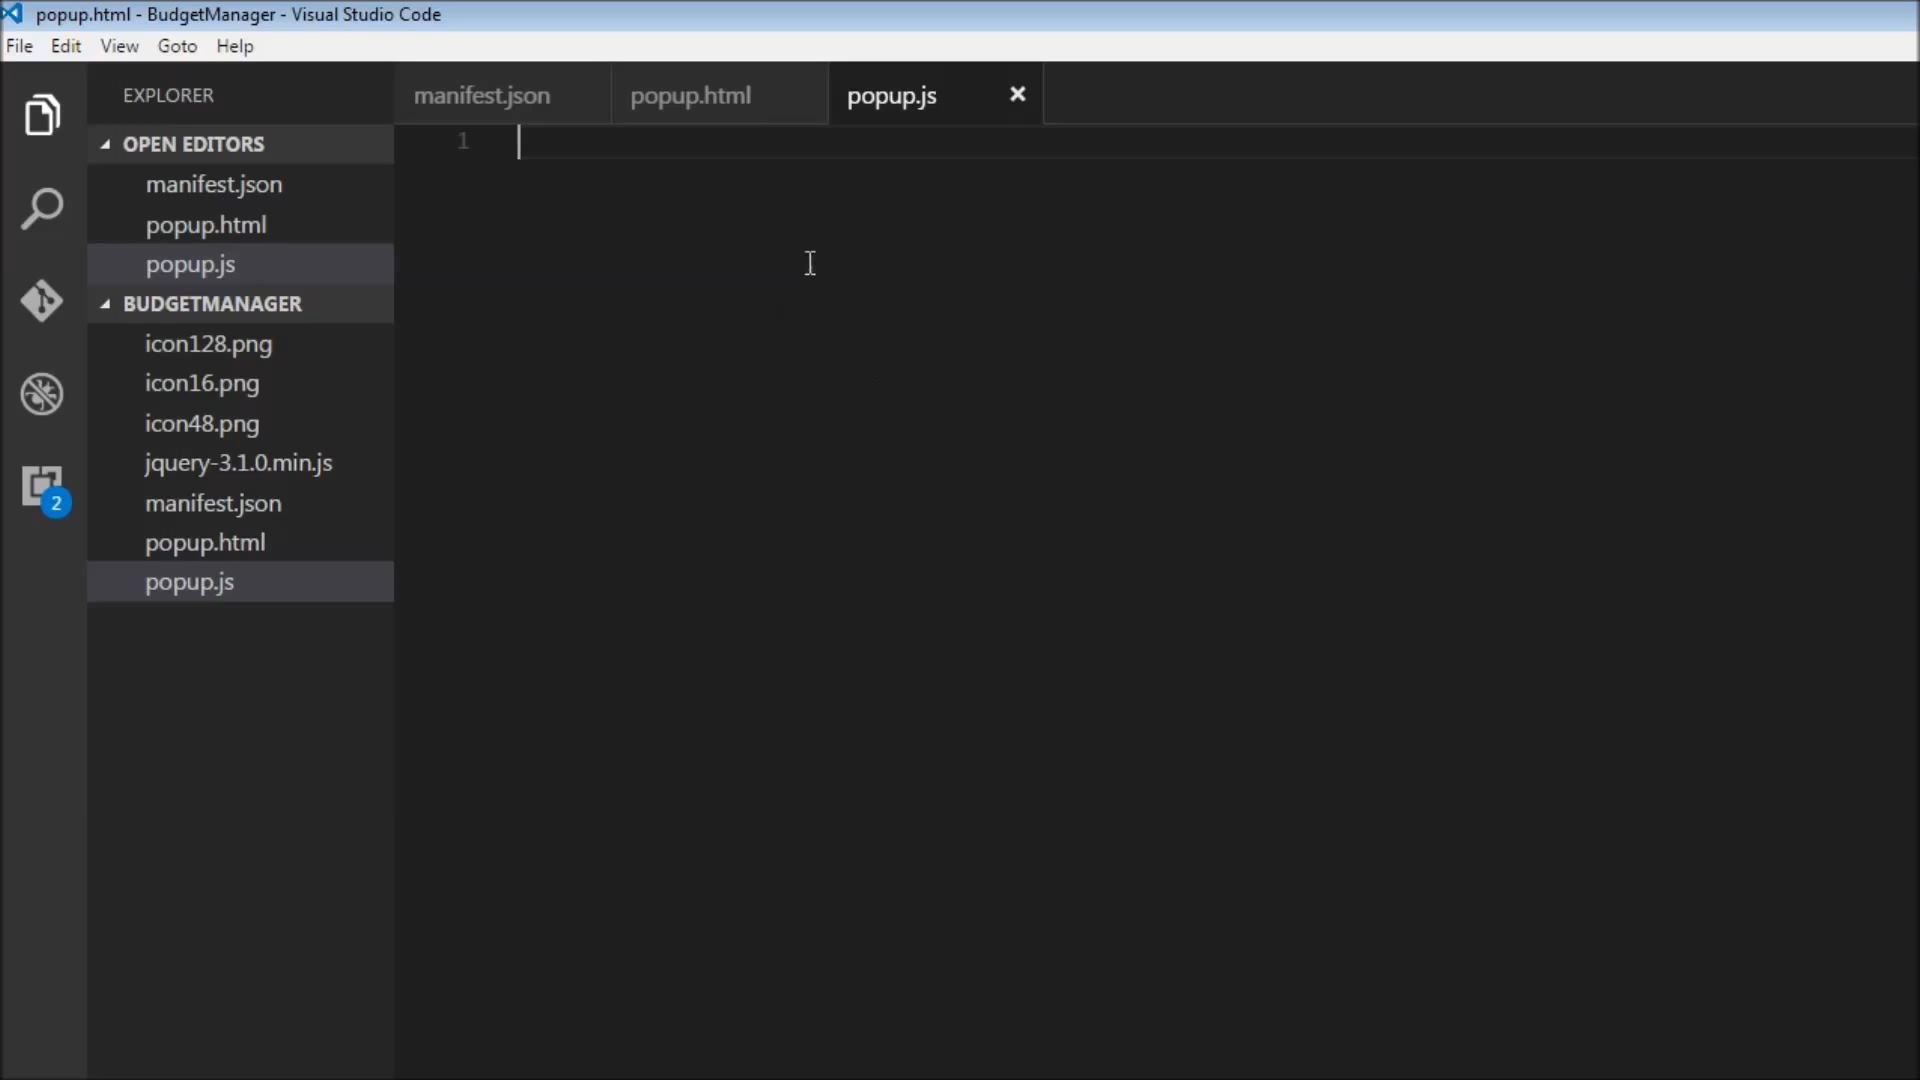 popup.html - BudgetManager - Visual Studio Code
File Edit View Goto Help
EXPLORER
manifest.json popup.html popup.js
OPEN EDITORS
1
manifest.json
popup.html
popup.js
BUDGETMANAGER
icon128.png
icon16.png
icon48.png
jquery-3.1.0.min.js
manifest.json
2
popup.html
popup.js